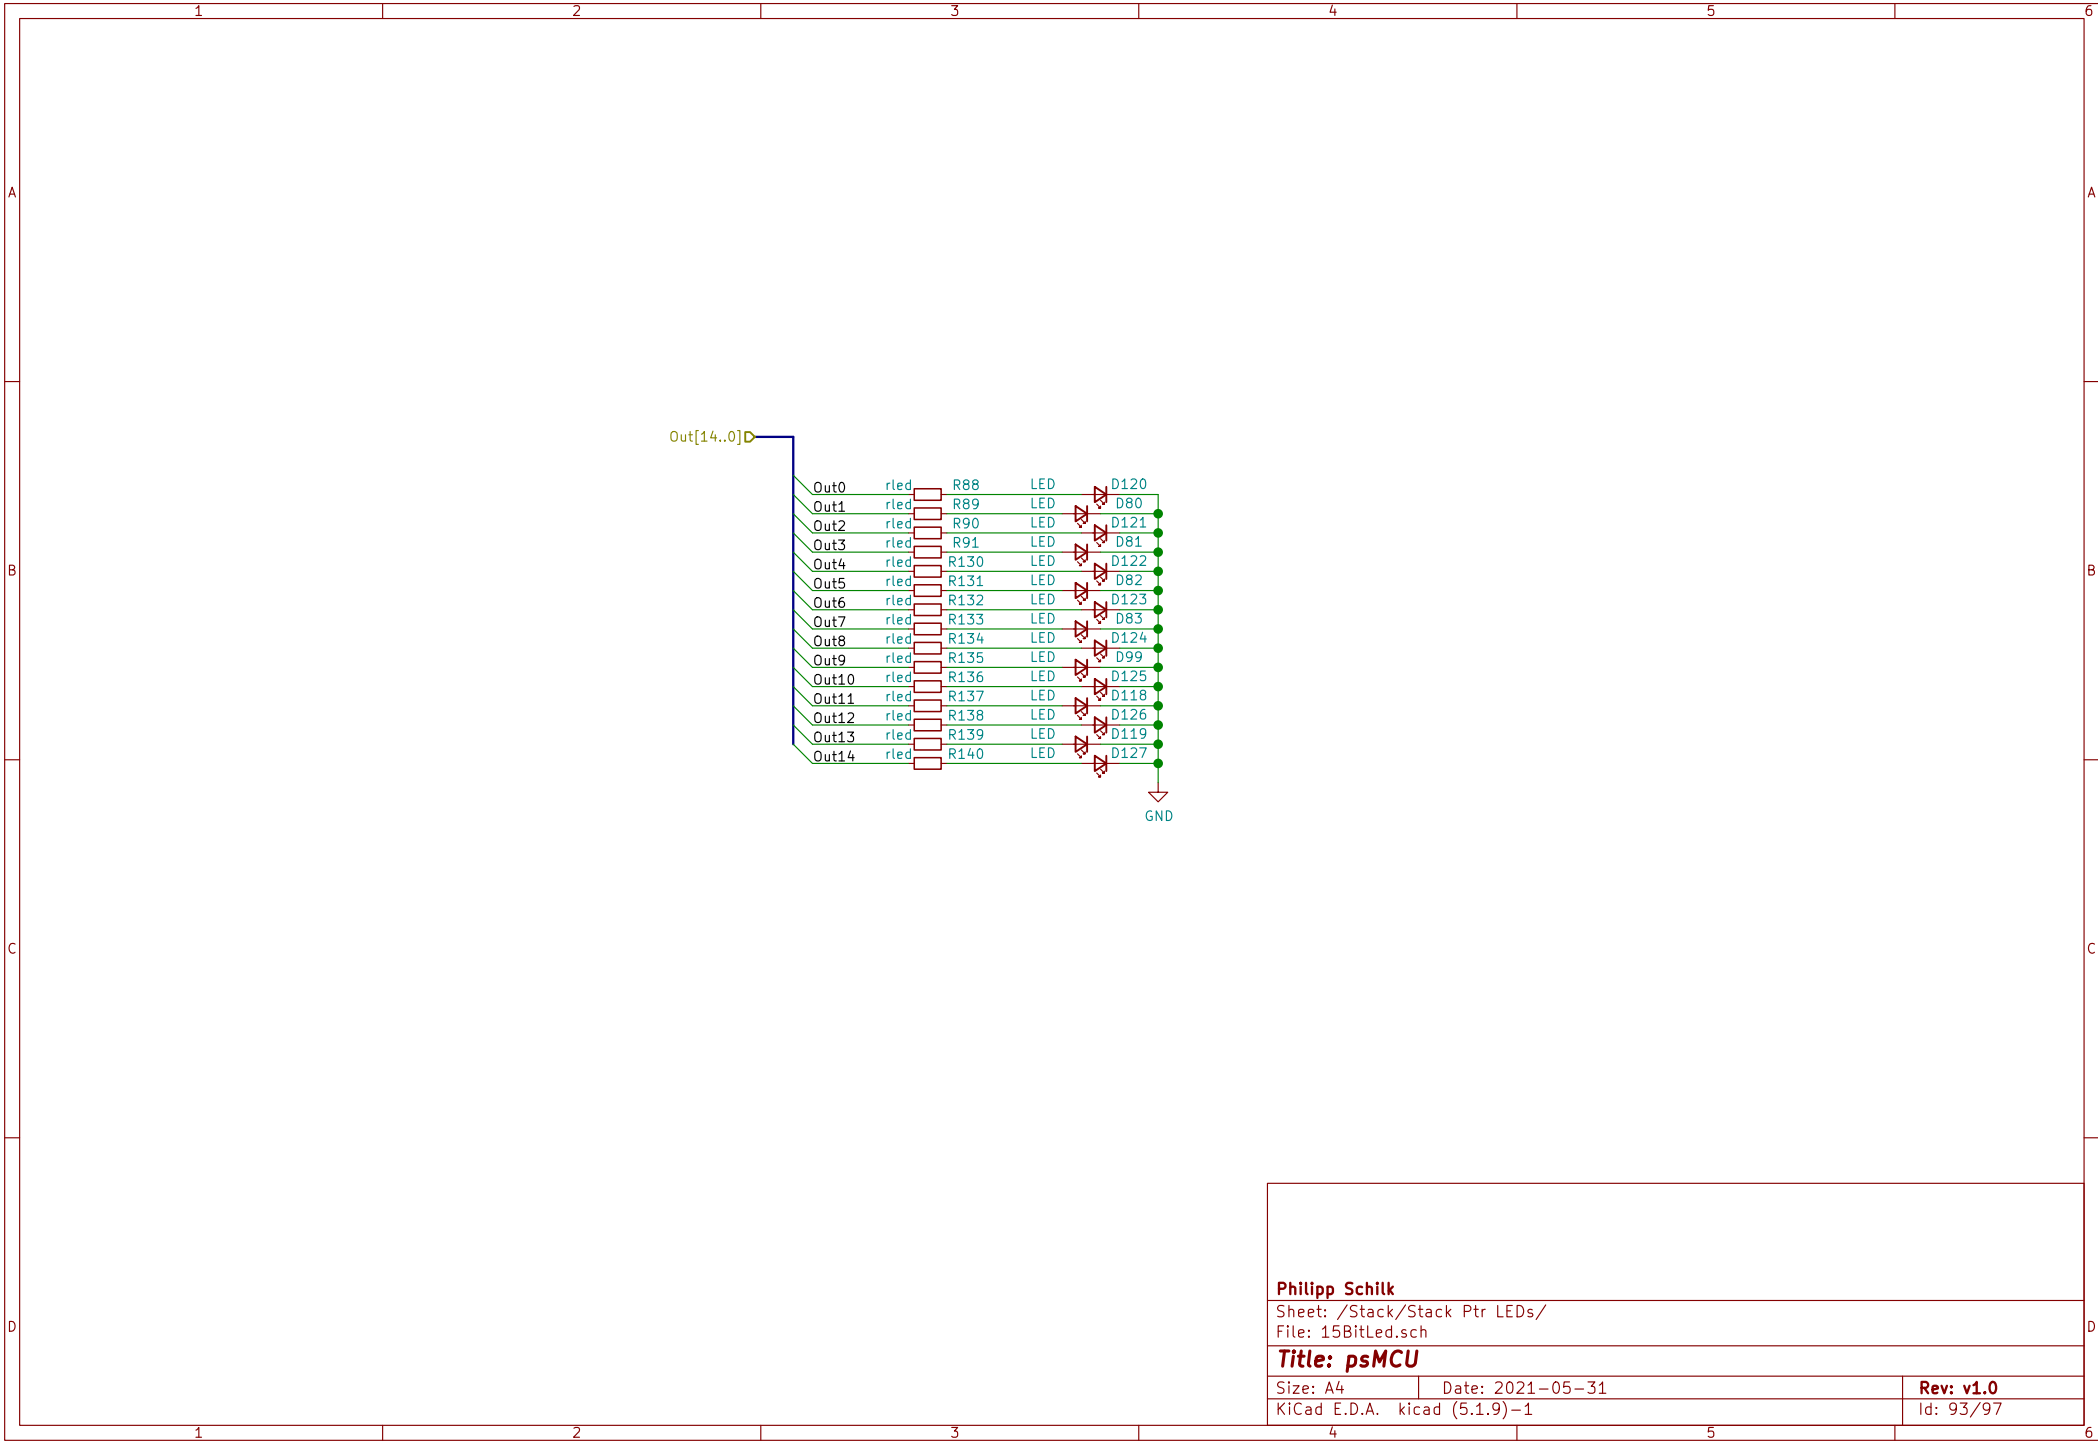 1 2 3 4 5 6
A A
Out[14..0]
Out0 rled R88 LED D120
Out1 rled R89 LED D80
Out2 rled R90 LED D121
Out3 rled R91 LED D81
B B
Out4 rled R130 LED D122
Out5 rled R131 LED D82
Out6 rled R132 LED D123
Out7 rled R133 LED D83
Out8 rled R134 LED D124
Out9 rled R135 LED D99
Out10 rled R136 LED D125
Out11 rled R137 LED D118
Out12 rled R138 LED D126
Out13 rled R139 LED D119
Out14 rled R140 LED D127
GND
C C
Philipp Schilk
Sheet: /Stack/Stack Ptr LEDs/
D D
File: 15BitLed.sch
Title: psMCU
Size: A4 Date: 2021-05-31 Rev: v1.0
KiCad E.D.A. kicad (5.1.9)-1 Id: 93/97
1 2 3 4 5 6